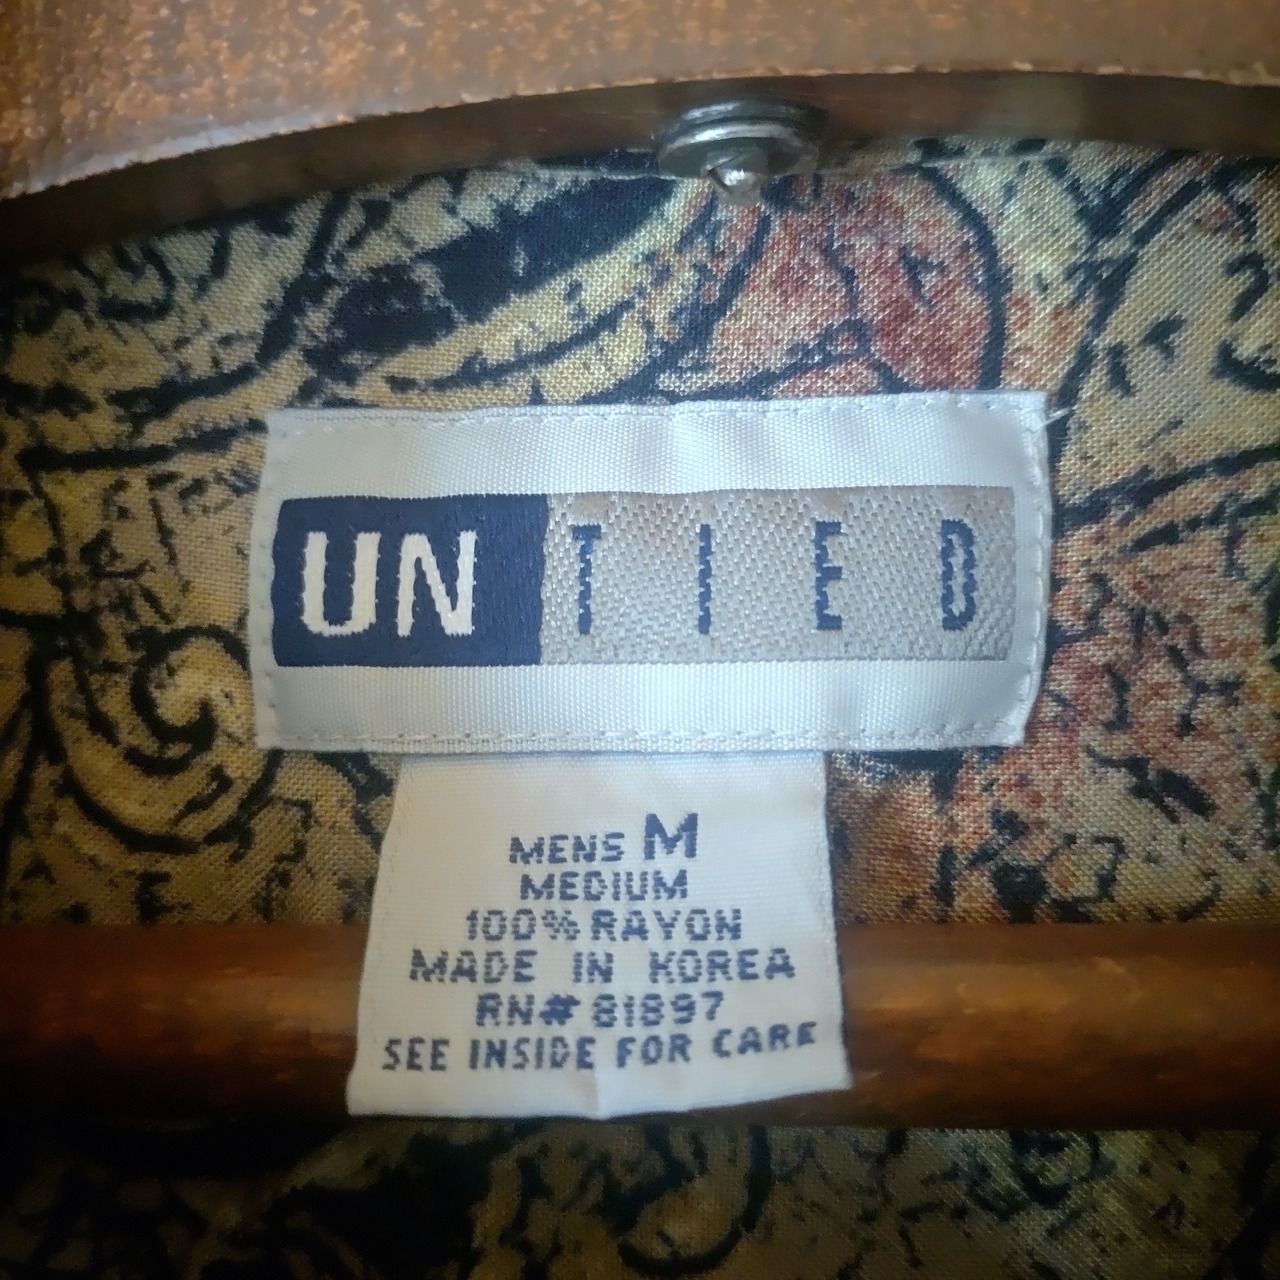 UNTIED
MENS M
MEDIUM
100% RAYON
MADE IN KOREA
RN# 81897
SEE INSIDE FOR CARE